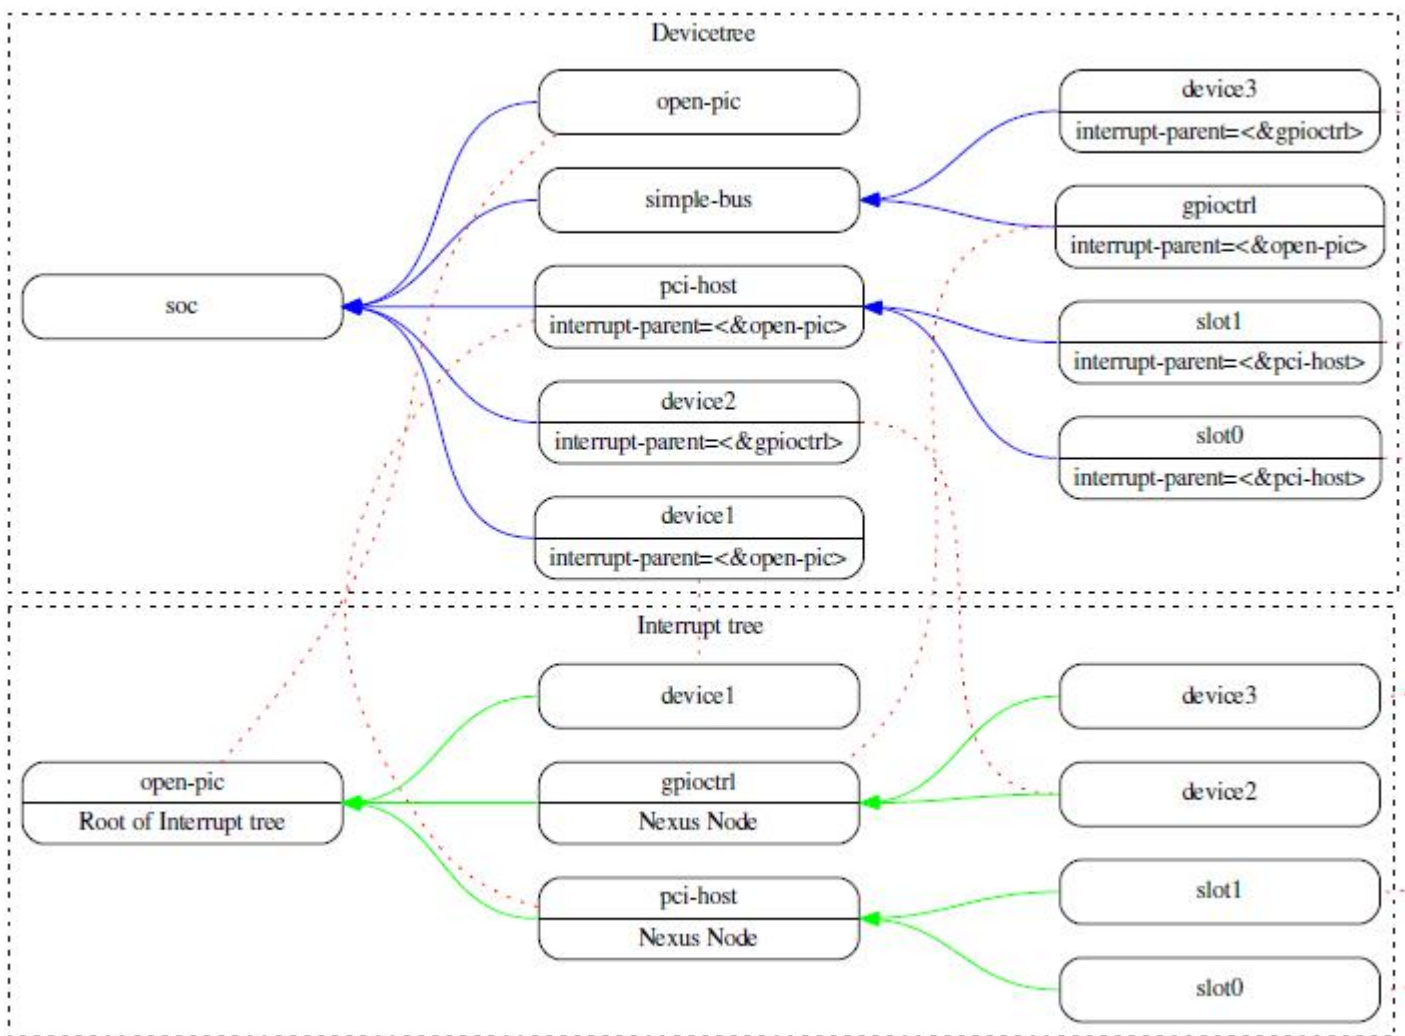 Devicetree
open-pic
device3
interrupt-parent=<&gpioctrl>
simple-bus
gpioctrl
interrupt-parent=<&open-pic>
soc
pci-host
interrupt-parent=<&open-pic>
slot1
interrupt-parent=<&pci-host>
device2
interrupt-parent=<&gpioctrl>
slot0
interrupt-parent=<&pci-host>
device1
interrupt-parent=<&open-pic>
Interrupt tree
device1
device3
open-pic
Root of Interrupt tree
gpioctrl
Nexus Node
device2
pci-host
Nexus Node
slot1
slot0